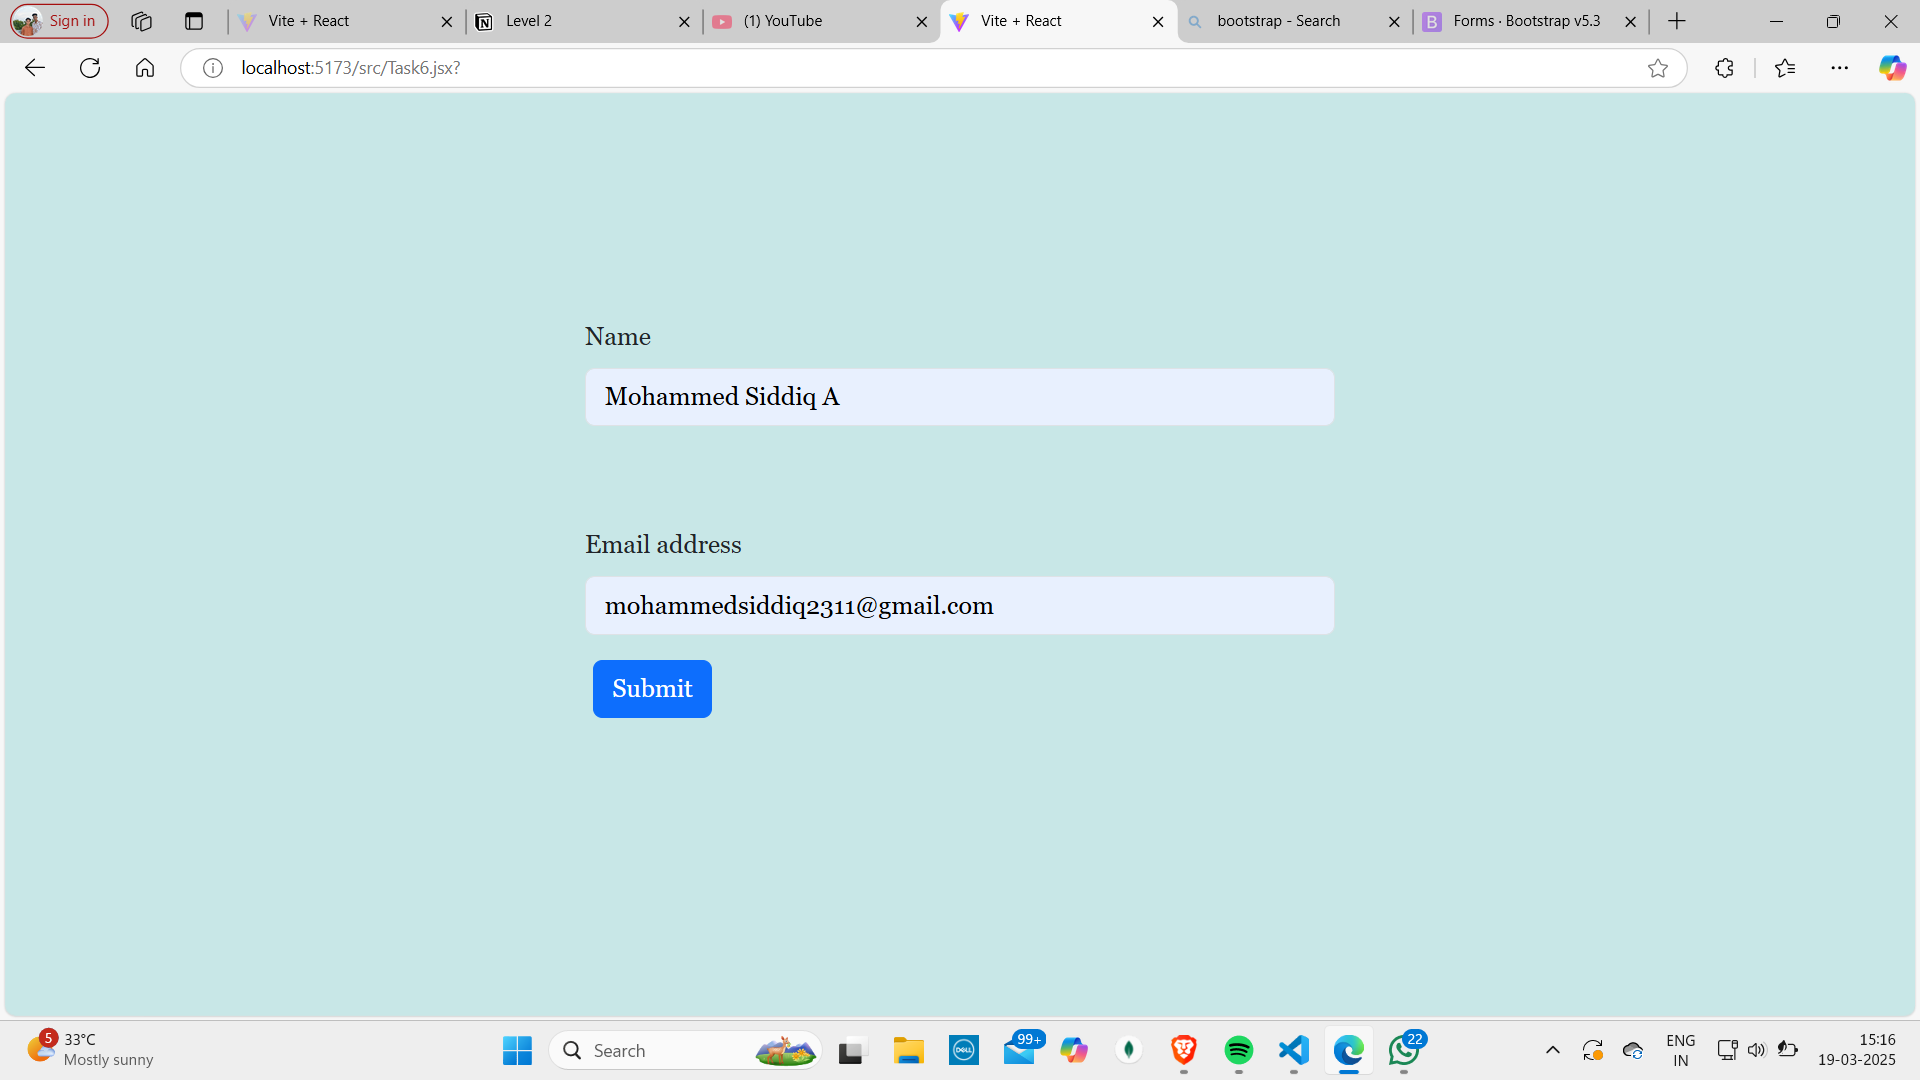 Sign in
Vite + React
Level 2
(1) YouTube
Vite + React
bootstrap - Search
Forms · Bootstrap v5.3
localhost:5173/src/Task6.jsx?
Name
Mohammed Siddiq A
Email address
mohammedsiddiq2311@gmail.com
Submit
5
33°C
Mostly sunny
Search
DELL
99+
22
ENG
IN
15:16
19-03-2025